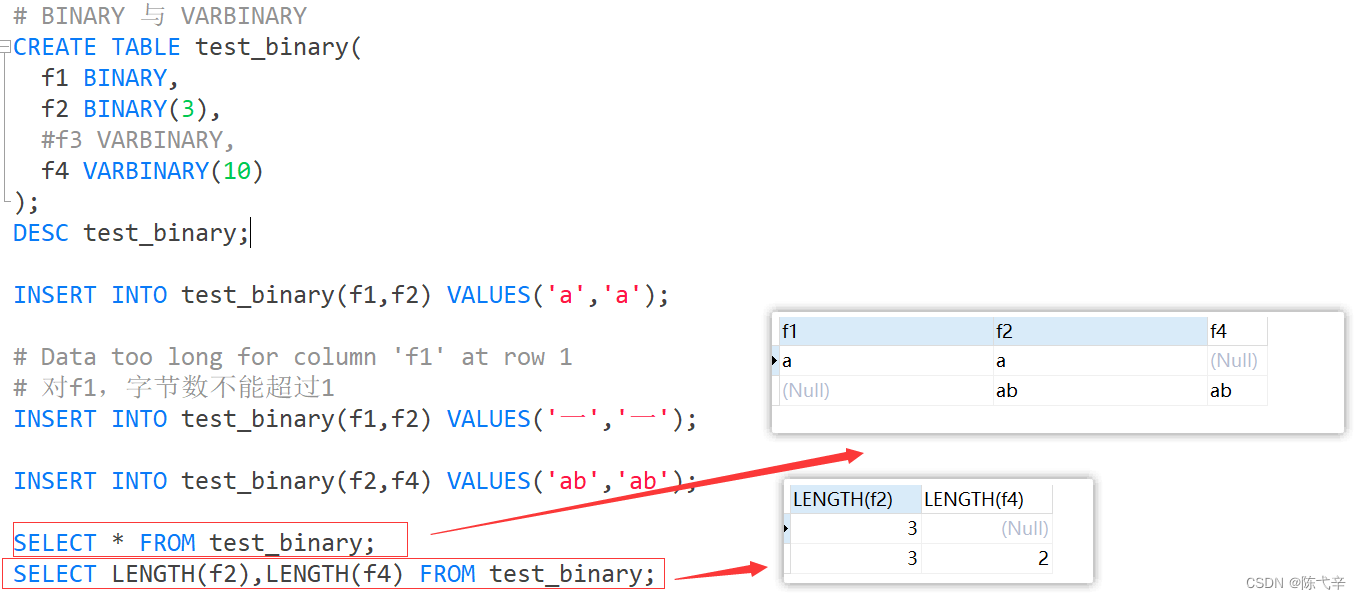 # BINARY 与 VARBINARY
CREATE TABLE test_binary(
f1 BINARY,
f2 BINARY(3),
#f3 VARBINARY,
f4 VARBINARY(10)
);
DESC test_binary;
INSERT INTO test_binary(f1,f2) VALUES('a','a');
# Data too long for column 'f1' at row 1
# 对f1，字节数不能超过1
INSERT INTO test_binary(f1,f2) VALUES('一','一');
INSERT INTO test_binary(f2,f4) VALUES('ab','ab');
SELECT * FROM test_binary;
SELECT LENGTH(f2),LENGTH(f4) FROM test_binary;
f1 f2 f4
a a (Null)
(Null) ab ab
LENGTH(f2) LENGTH(f4)
3 (Null)
3 2
CSDN @陈弋辛